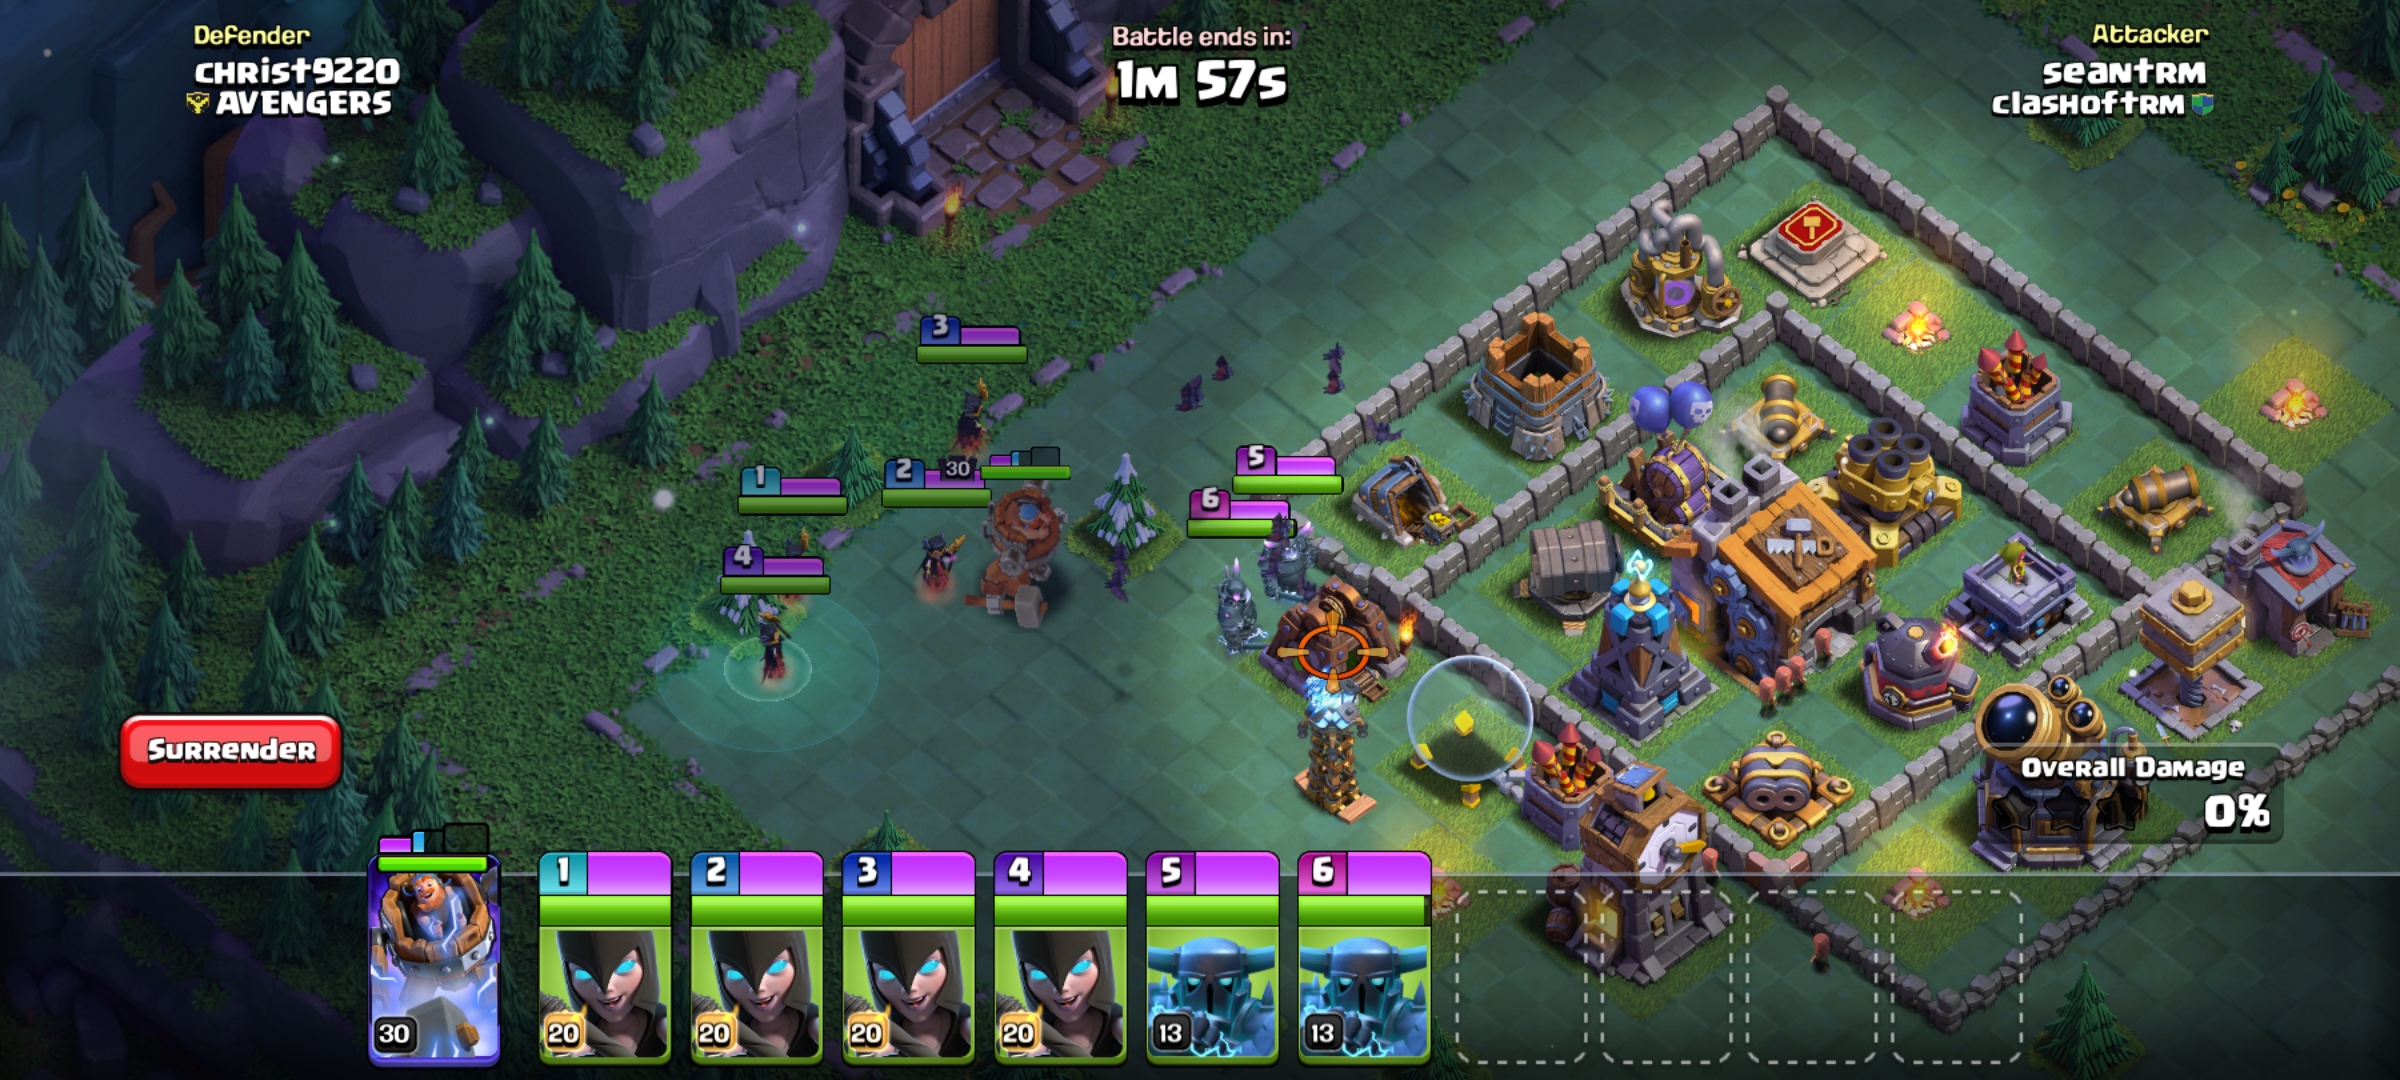 Defender
christ9220
AVENGERS
Battle ends in:
1M 57s
Attacker
seantRM
clashoftRM
3
1
2
30
5
6
4
Surrender
Overall Damage
0%
30
1
20
2
20
3
20
4
20
5
13
6
13